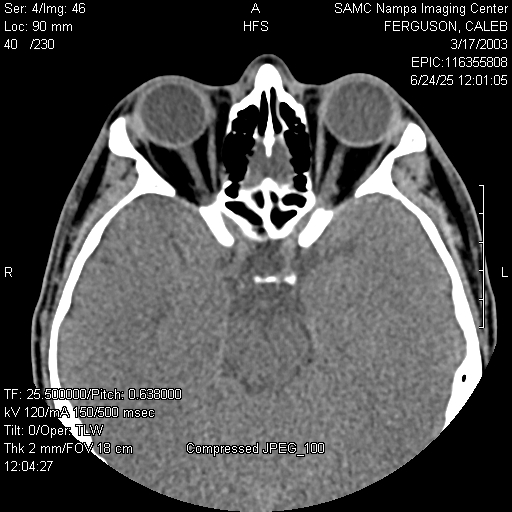 Ser: 4/Img: 46
Loc: 90 mm
40 /230
A
HFS
SAMC Nampa Imaging Center
FERGUSON, CALEB
3/17/2003
EPIC:116355808
6/24/25 12:01:05
R
L
TF: 25.500000/Pitch: 0.638000
kV 120/mA 150/500 msec
Tilt: 0/Oper: TLW
Thk 2 mm/FOV 18 cm
12:04:27
Compressed JPEG_100